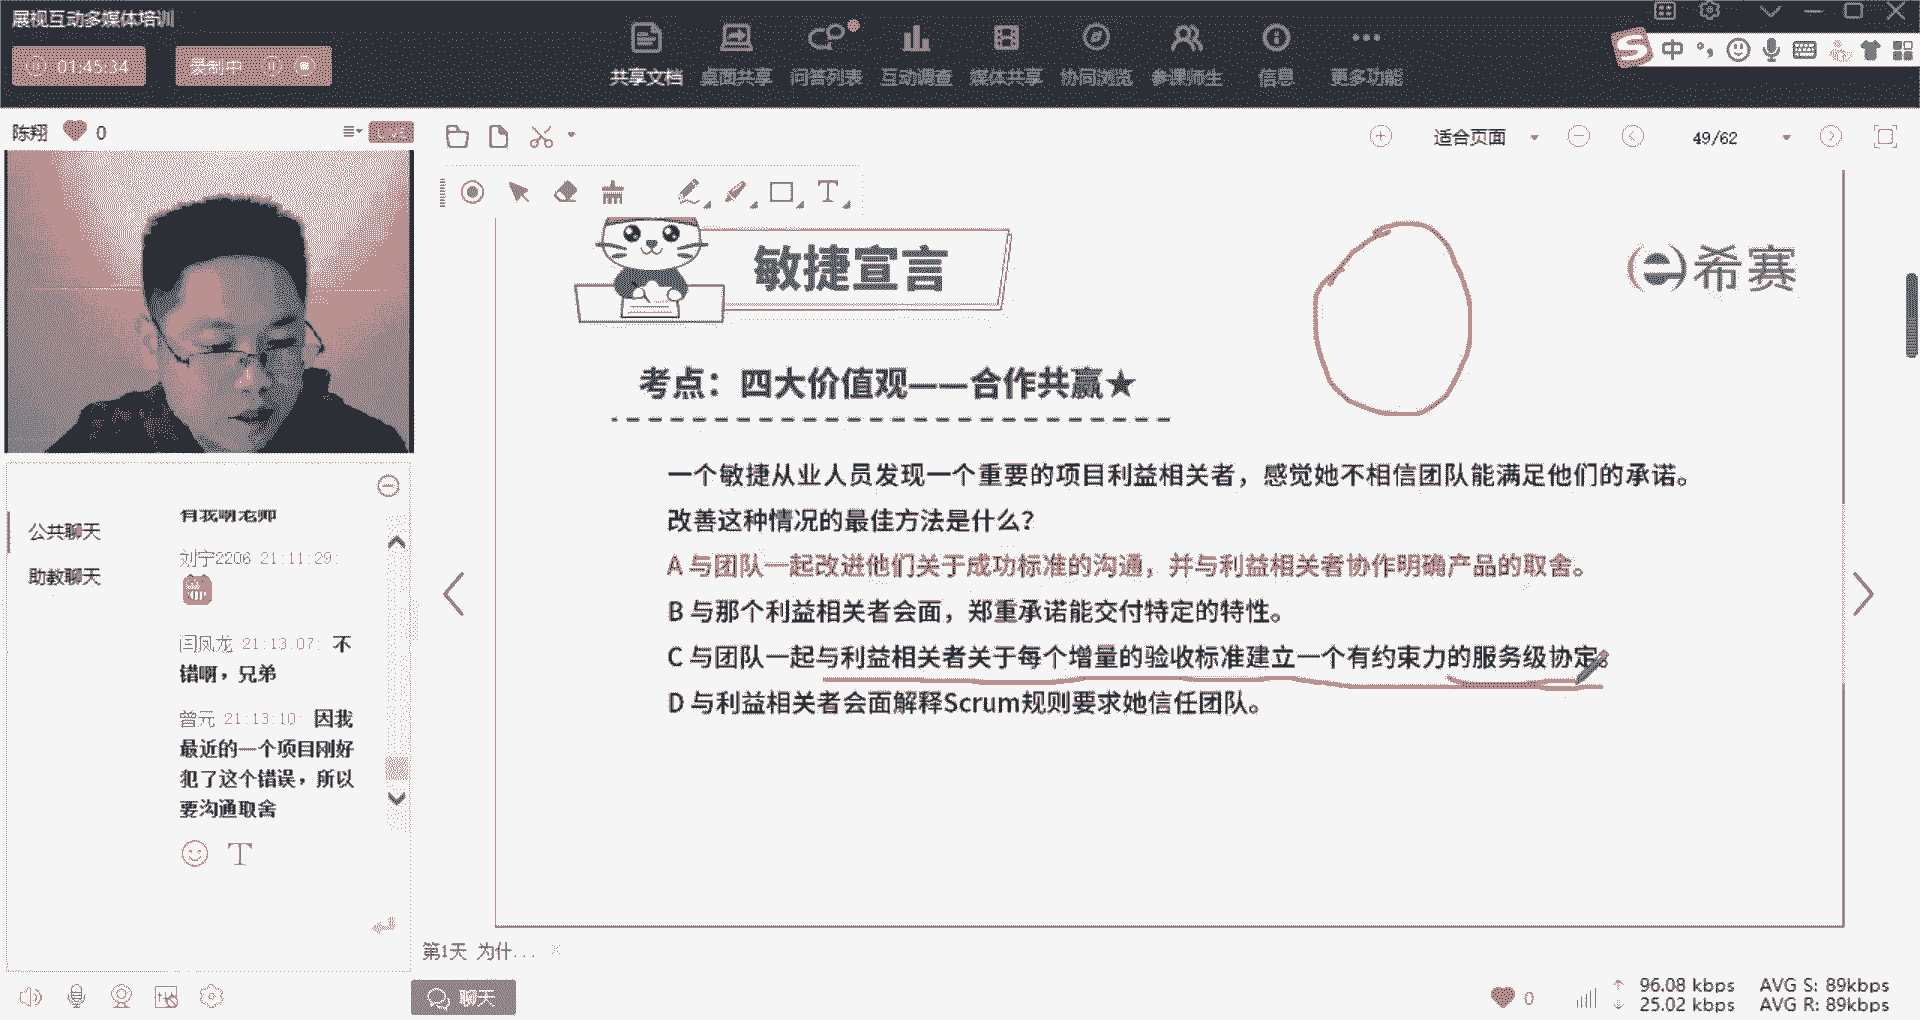 展视互动多媒体培训
01:45:34
录制中
共享文档 桌面共享 问答列表 互动调查 媒体共享 协同浏览 参课师生 信息 更多功能
中
陈翔 0
适合页面
49/62
敏捷宣言
希赛
考点：四大价值观——合作共赢★
一个敏捷从业人员发现一个重要的项目利益相关者，感觉她不相信团队能满足他们的承诺。
改善这种情况的最佳方法是什么？
A 与团队一起改进他们关于成功标准的沟通，并与利益相关者协作明确产品的取舍。
B 与那个利益相关者会面，郑重承诺能交付特定的特性。
C 与团队一起与利益相关者关于每个增量的验收标准建立一个有约束力的服务级协定。
D 与利益相关者会面解释Scrum规则要求她信任团队。
公共聊天
助教聊天
刘宁2206 21:11:29:
闫凤龙 21:13:07: 不
错啊，兄弟
曾元 21:13:10: 因我
最近的一个项目刚好
犯了这个错误，所以
要沟通取舍
T
第1天 为什...
聊天
0
96.08 kbps AVG S: 89kbps
25.02 kbps AVG R: 89kbps